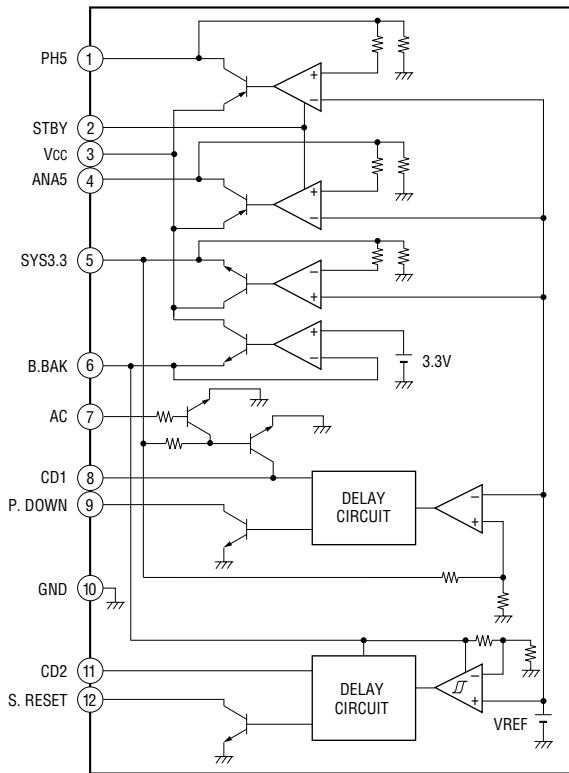 PH5 1
STBY 2
Vcc 3
ANA5 4
SYS3.3 5
B.BAK 6
AC 7
CD1 8
P. DOWN 9
GND 10
CD2 11
S. RESET 12
+
−
+
−
−
+
+
−
3.3V
DELAY
CIRCUIT
−
+
DELAY
CIRCUIT
−
+
VREF